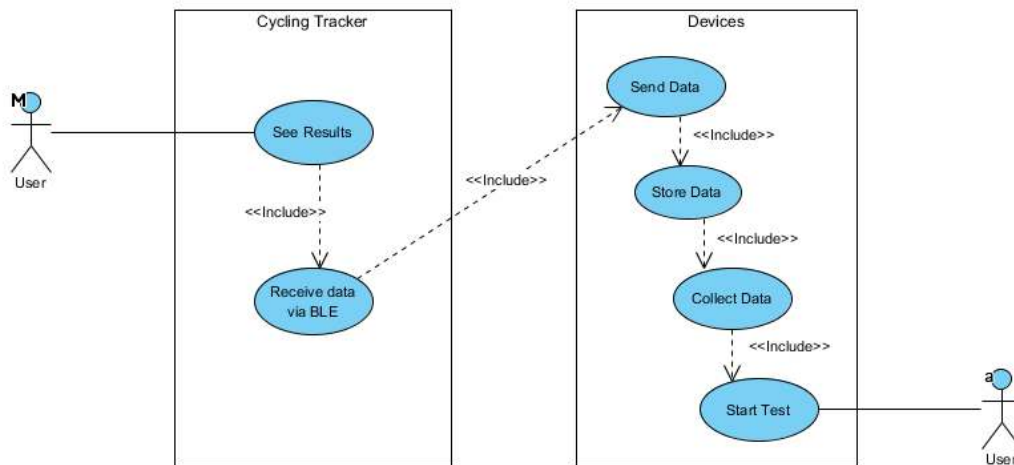 Cycling Tracker
Devices
M
User
See Results
<<Include>>
Receive data
via BLE
<<Include>>
Send Data
<<Include>>
Store Data
<<Include>>
Collect Data
<<Include>>
Start Test
a
User